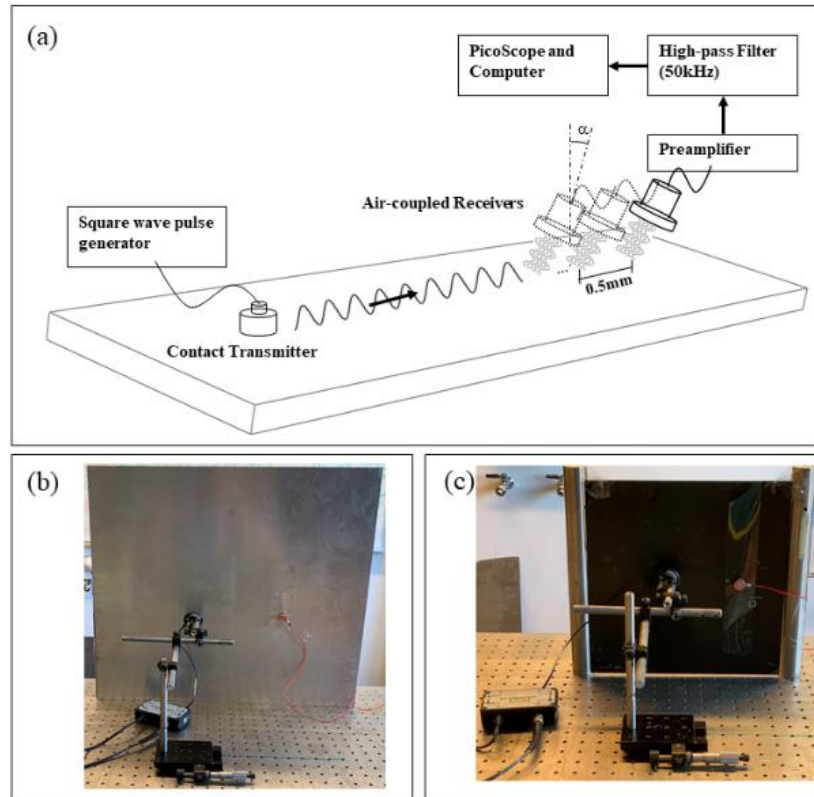 (a)
PicoScope and
Computer
High-pass Filter
(50kHz)
α
Preamplifier
Air-coupled Receivers
Square wave pulse
generator
...
0.5mm
Contact Transmitter
(b)
(c)